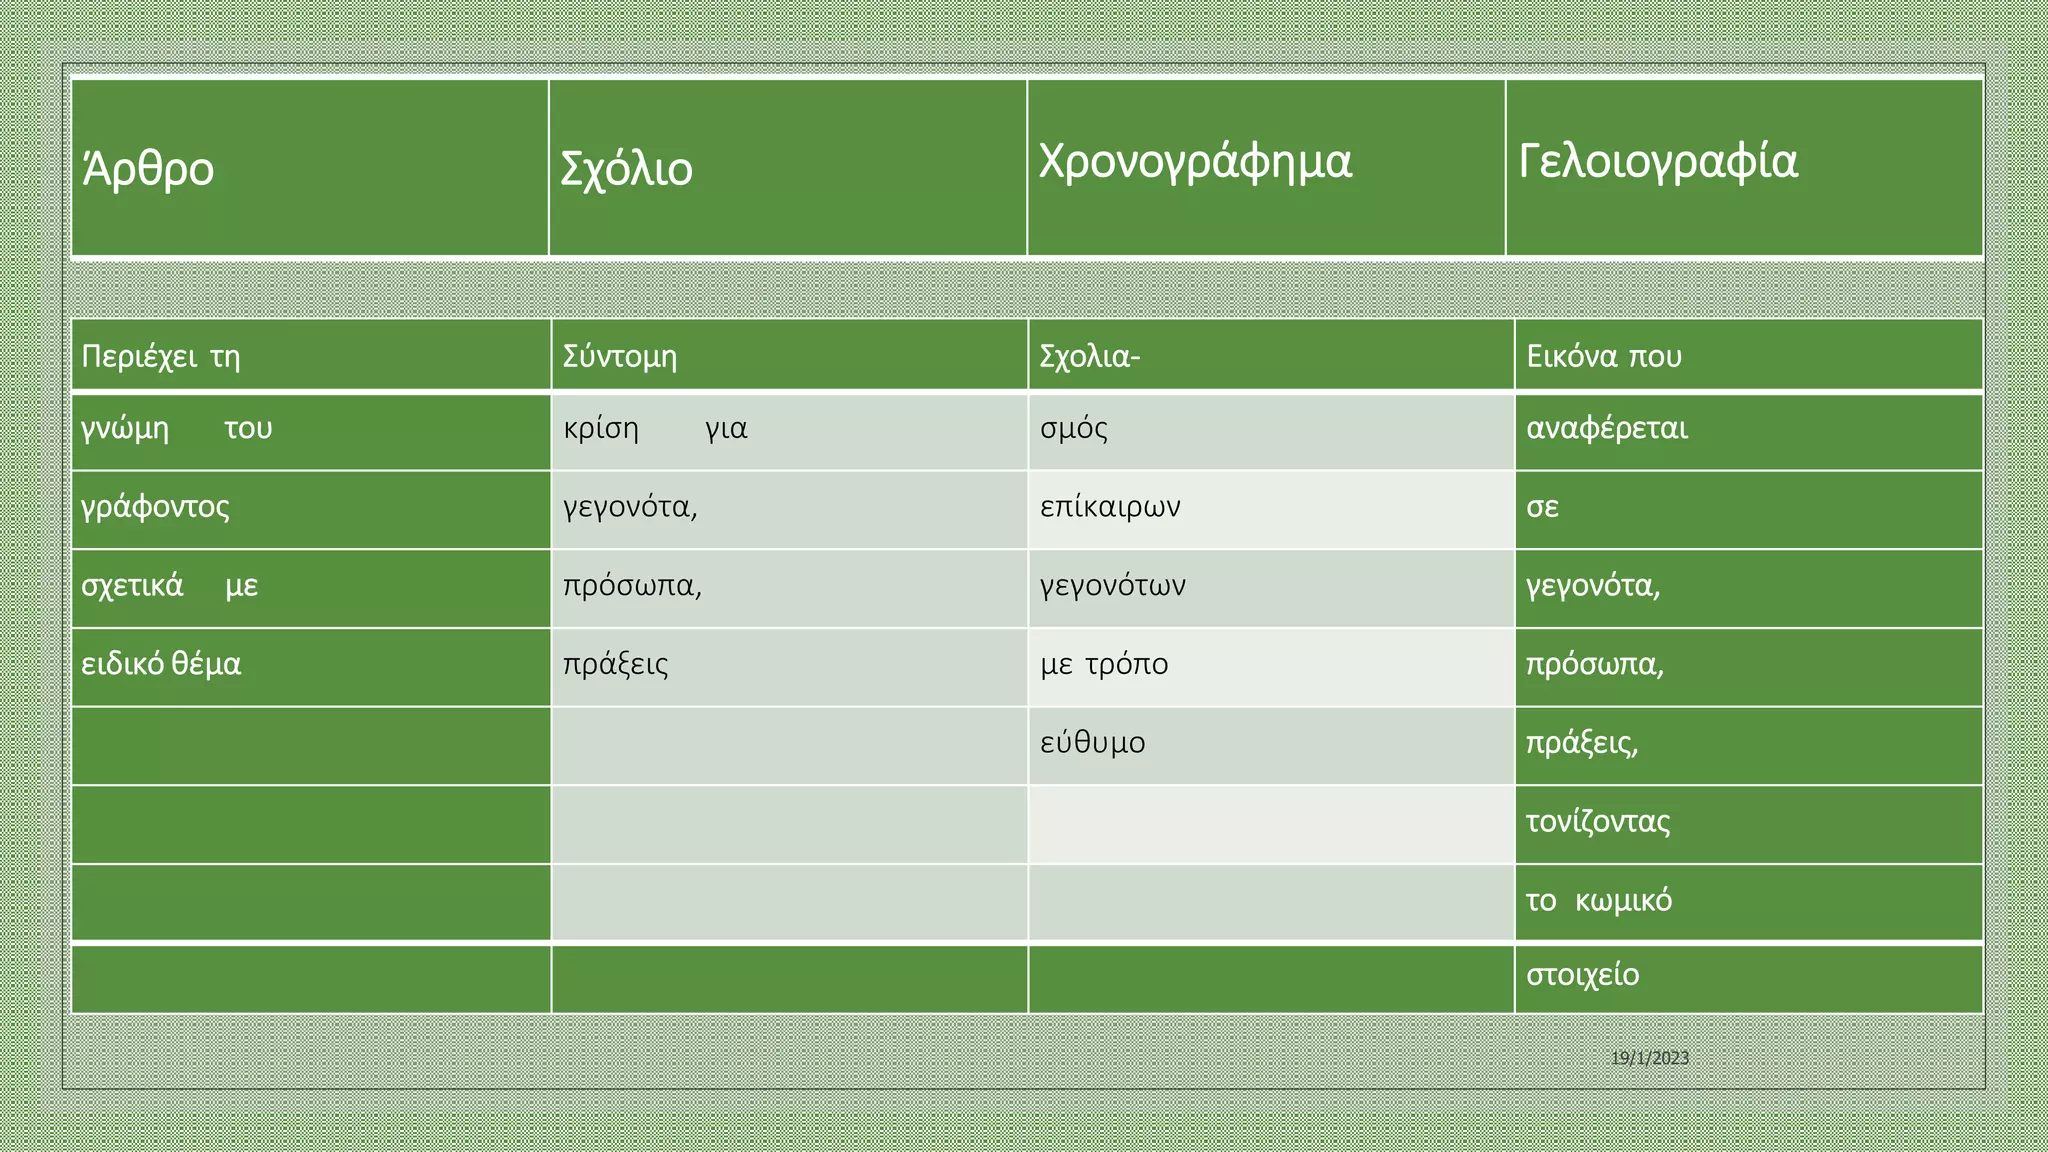 Άρθρο Σχόλιο Χρονογράφημα Γελοιογραφία
Περιέχει τη Σύντομη Σχολια- Εικόνα που
γνώμη του κρίση για σμός αναφέρεται
γράφοντος γεγονότα, επίκαιρων σε
σχετικά με πρόσωπα, γεγονότων γεγονότα,
ειδικό θέμα πράξεις με τρόπο πρόσωπα,
εύθυμο πράξεις,
τονίζοντας
το κωμικό
στοιχείο
19/1/2023